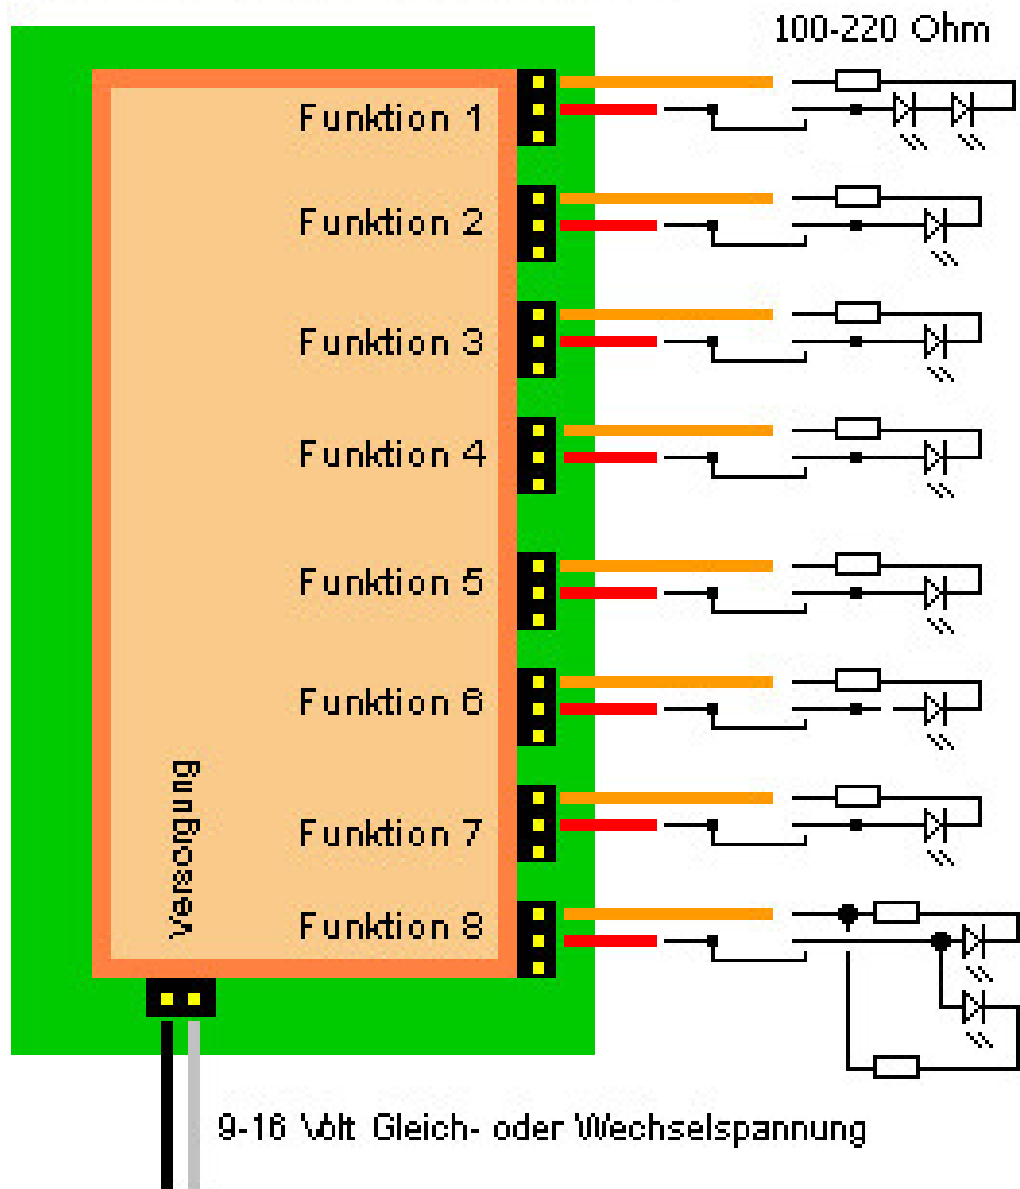 100-220 Ohm
Funktion 1
Funktion 2
Funktion 3
Funktion 4
Funktion 5
Funktion 6
Funktion 7
Funktion 8
Versorgung
9-16 Volt Gleich- oder Wechselspannung